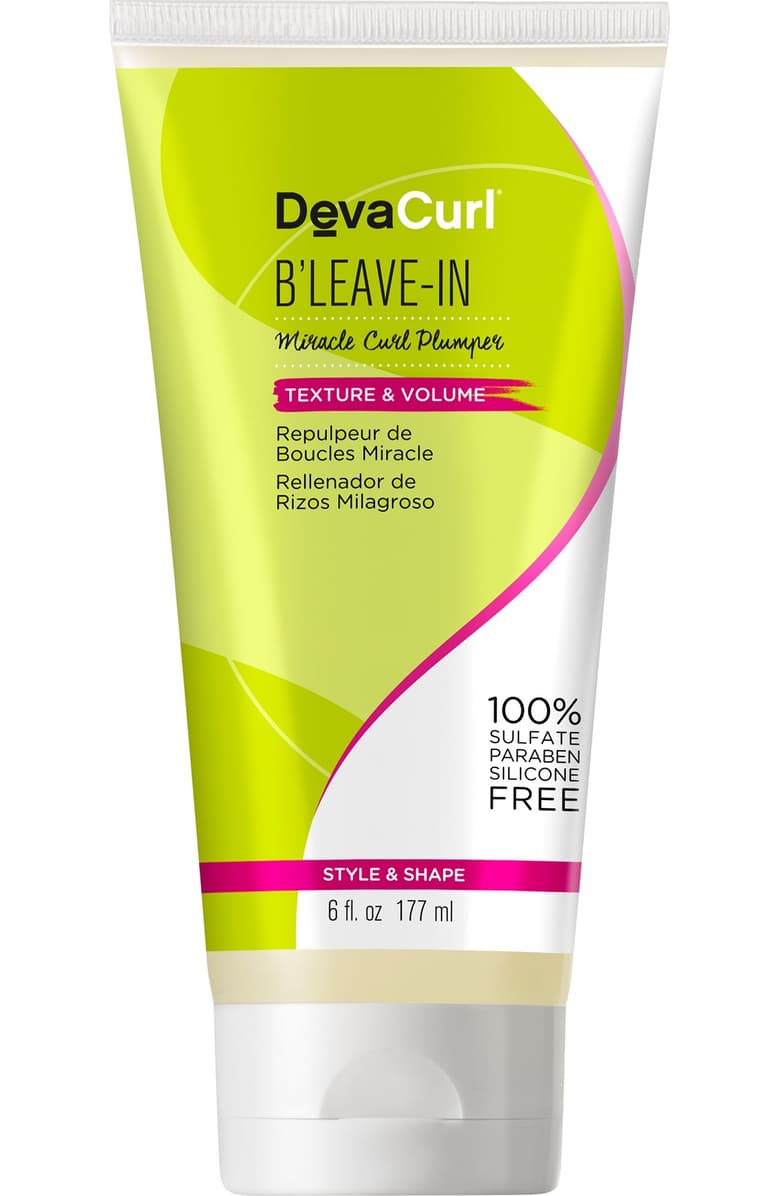 DevaCurl®
B'LEAVE-IN
Miracle Curl Plumper
TEXTURE & VOLUME
Repulpeur de
Boucles Miracle
Rellenador de
Rizos Milagroso
100%
SULFATE
PARABEN
SILICONE
FREE
STYLE & SHAPE
6 fl. oz 177 ml